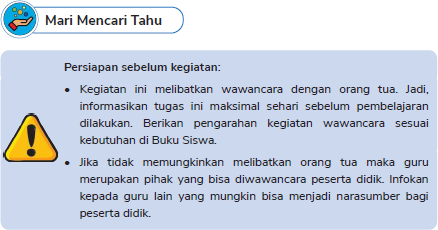 Mari Mencari Tahu
Persiapan sebelum kegiatan:
• Kegiatan ini melibatkan wawancara dengan orang tua. Jadi,
informasikan tugas ini maksimal sehari sebelum pembelajaran
dilakukan. Berikan pengarahan kegiatan wawancara sesuai
kebutuhan di Buku Siswa.
• Jika tidak memungkinkan melibatkan orang tua maka guru
merupakan pihak yang bisa diwawancara peserta didik. Infokan
kepada guru lain yang mungkin bisa menjadi narasumber bagi
peserta didik.